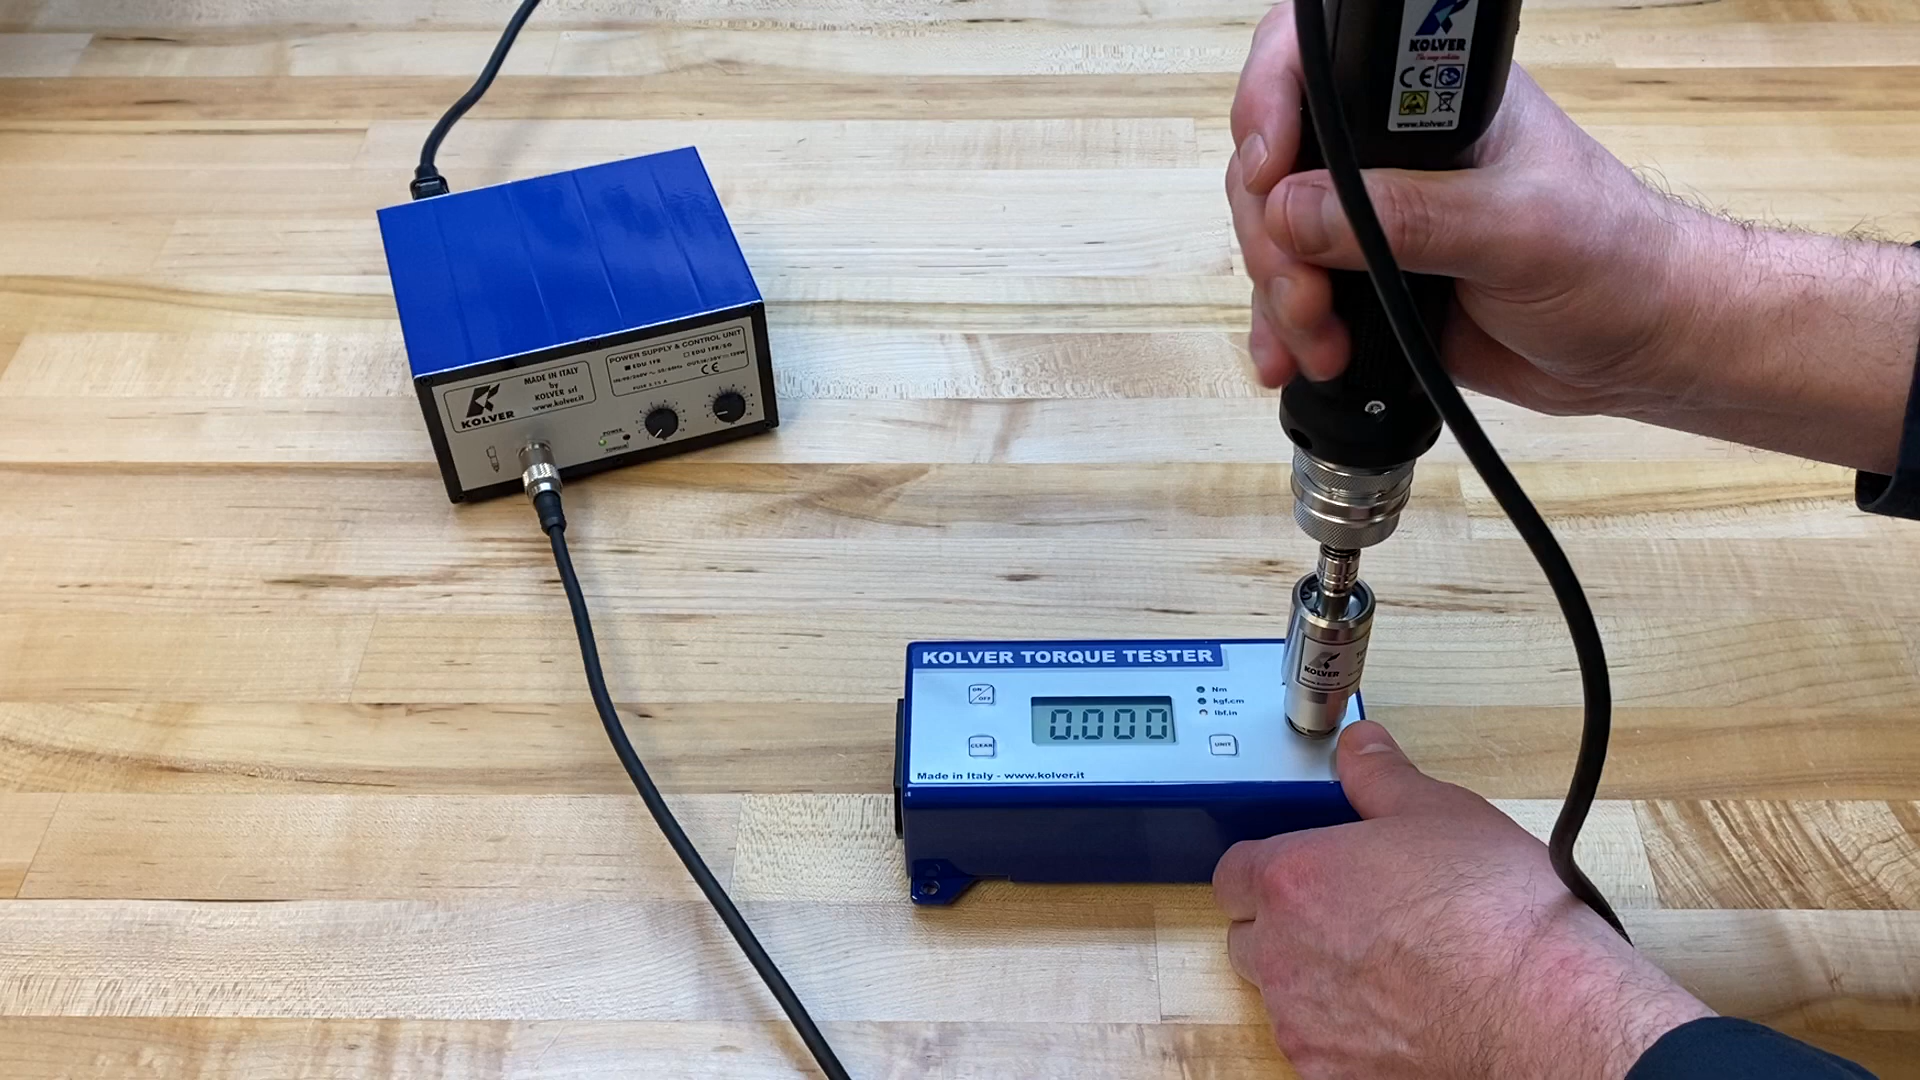 KOLVER
CE
www.kolver.it
POWER SUPPLY & CONTROL UNIT
EDU 1FR
EDU 1FR/SG
CE
MADE IN ITALY
by
KOLVER srl
www.kolver.it
KOLVER
POWER
TORQUE
KOLVER TORQUE TESTER
ON
OFF
CLEAR
0.000
Nm
kgf.cm
lbf.in
UNIT
Made in Italy - www.kolver.it
KOLVER